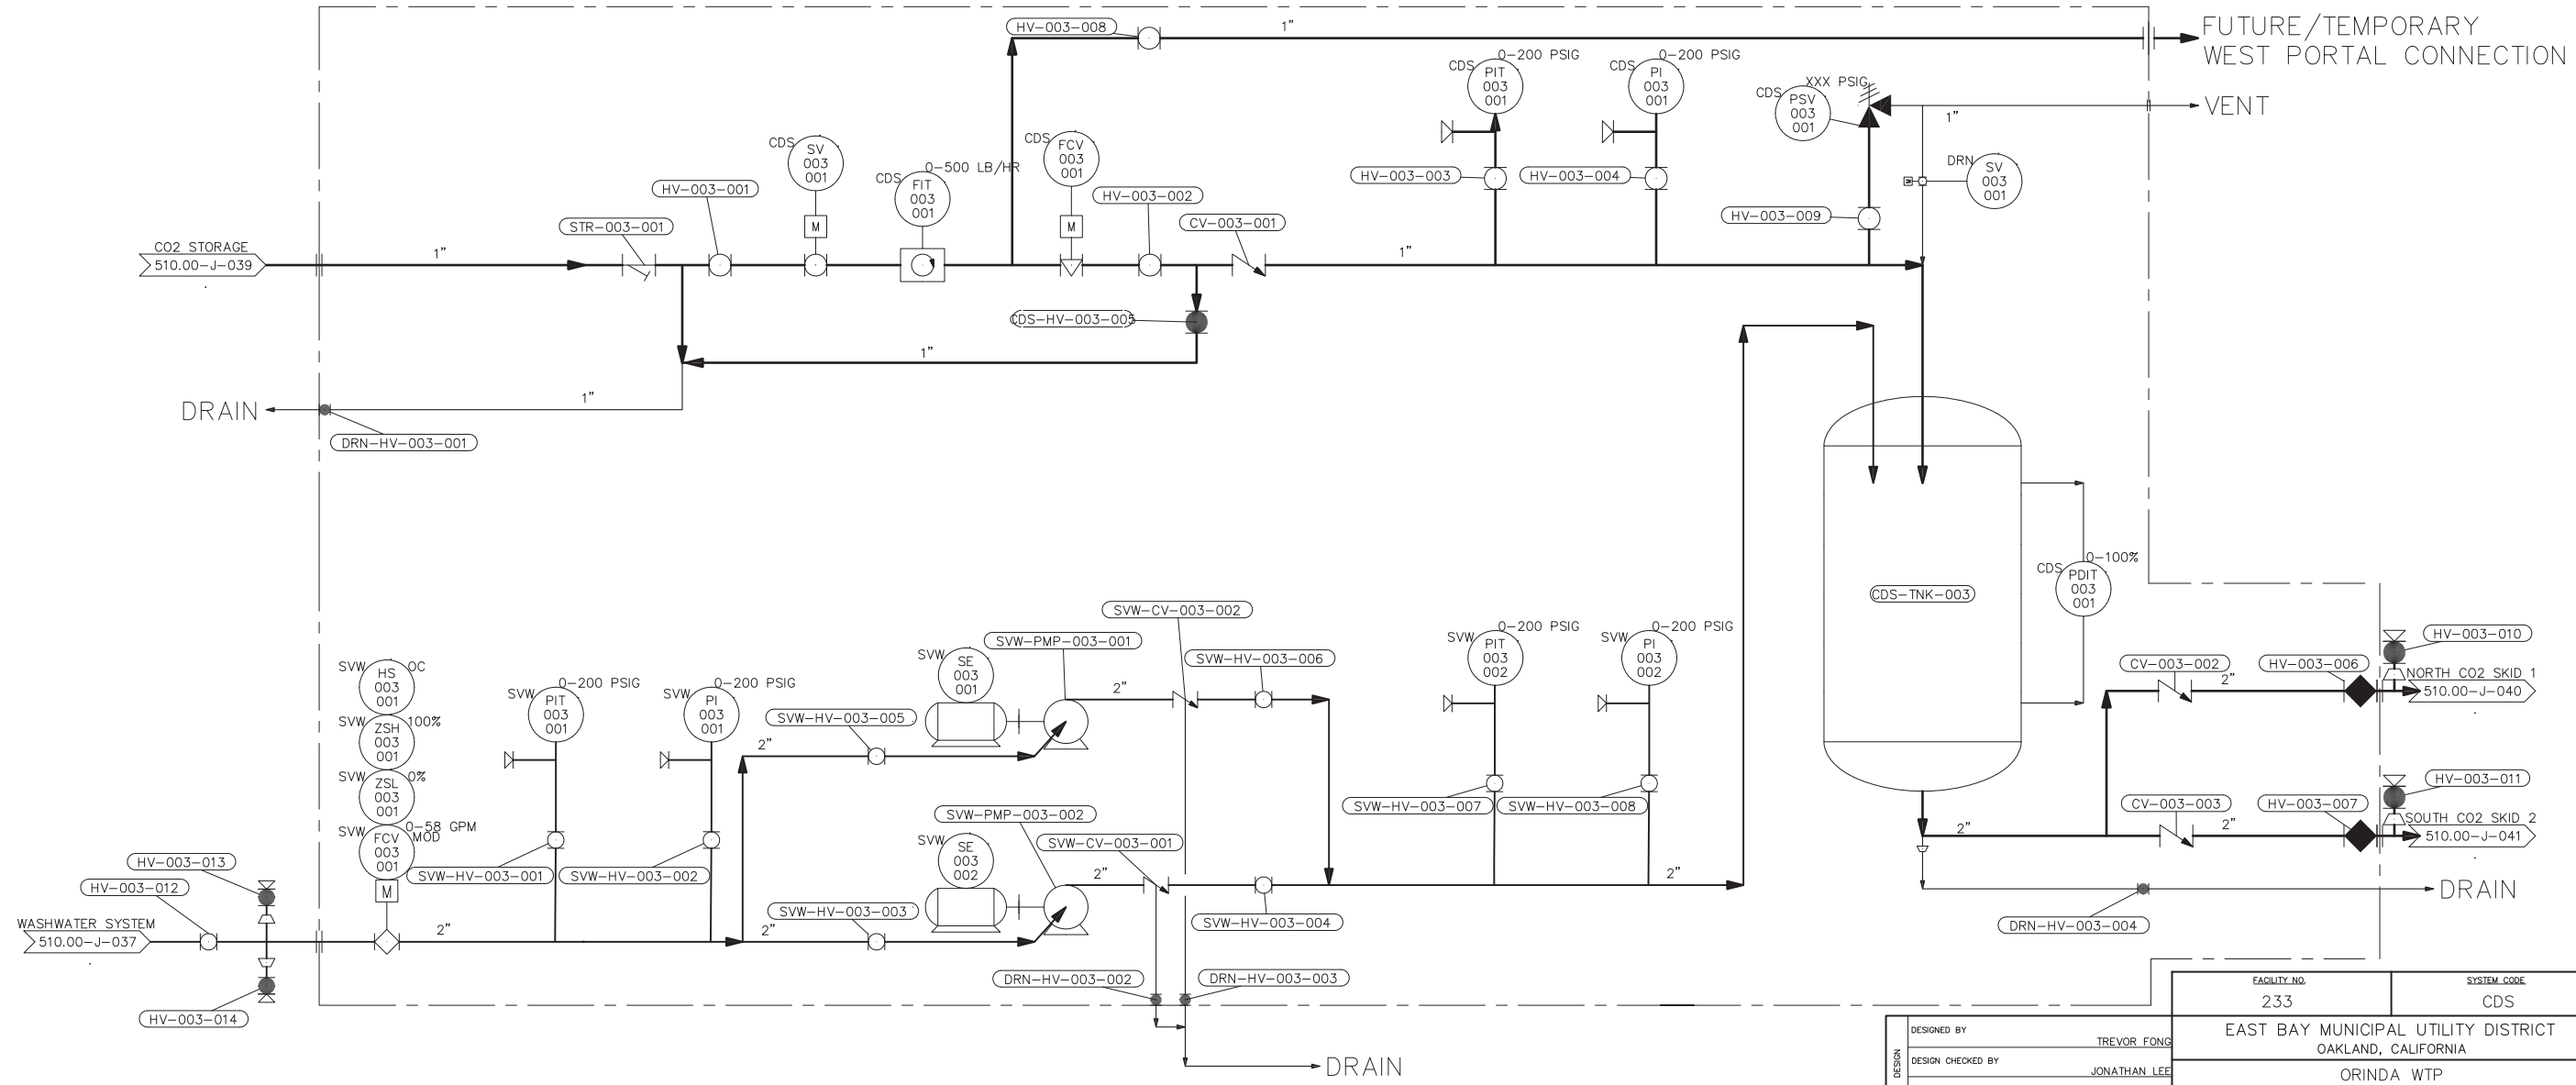 HV-003-008
1"
FUTURE/TEMPORARY
WEST PORTAL CONNECTION
CDS
0-200 PSIG
PIT
003
001
CDS
0-200 PSIG
PI
003
001
CDS
XXX PSIG
PSV
003
001
VENT
1"
CDS
SV
003
001
CDS
0-500 LB/HR
FIT
003
001
CDS
FCV
003
001
DRN
SV
003
001
HV-003-001
HV-003-002
HV-003-003
HV-003-004
HV-003-009
STR-003-001
CV-003-001
CO2 STORAGE
510.00-J-039
1"
M
M
1"
CDS-HV-003-005
1"
DRAIN
1"
DRN-HV-003-001
CDS-TNK-003
CDS
0-100%
PDIT
003
001
SVW
OC
HS
003
001
SVW
100%
ZSH
003
001
SVW
0%
ZSL
003
001
SVW
0-58 GPM
MOD
FCV
003
001
M
SVW
0-200 PSIG
PIT
003
001
SVW
0-200 PSIG
PI
003
001
SVW-HV-003-001
SVW-HV-003-002
SVW
SE
003
001
SVW-PMP-003-001
SVW-CV-003-002
SVW-HV-003-006
SVW-HV-003-005
2"
2"
SVW-PMP-003-002
SVW
SE
003
002
SVW-CV-003-001
SVW-HV-003-003
2"
2"
SVW-HV-003-004
SVW
0-200 PSIG
PIT
003
002
SVW
0-200 PSIG
PI
003
002
SVW-HV-003-007
SVW-HV-003-008
2"
HV-003-013
HV-003-012
WASHWATER SYSTEM
510.00-J-037
2"
HV-003-014
DRN-HV-003-002
DRN-HV-003-003
DRAIN
HV-003-010
CV-003-002
HV-003-006
2"
NORTH CO2 SKID 1
510.00-J-040
HV-003-011
CV-003-003
HV-003-007
2"
2"
SOUTH CO2 SKID 2
510.00-J-041
DRAIN
DRN-HV-003-004
FACILITY NO.
233
SYSTEM CODE
CDS
DESIGN
DESIGNED BY
TREVOR FONG
DESIGN CHECKED BY
JONATHAN LEE
EAST BAY MUNICIPAL UTILITY DISTRICT
OAKLAND, CALIFORNIA
ORINDA WTP